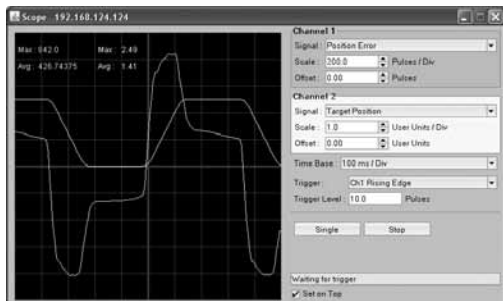 Scope 192.168.124.124
Max: 842.0 Max: 2.49
Avg: 426.74375 Avg: 1.41
Channel 1
Signal: Position Error
Scale: 200.0 Pulses / Div
Offset: 0.00 Pulses
Channel 2
Signal: Target Position
Scale: 1.0 User Units / Div
Offset: 0.00 User Units
Time Base: 100 ms / Div
Trigger: Ch1 Rising Edge
Trigger Level: 10.0 Pulses
Single Stop
Waiting for trigger
Set on Top